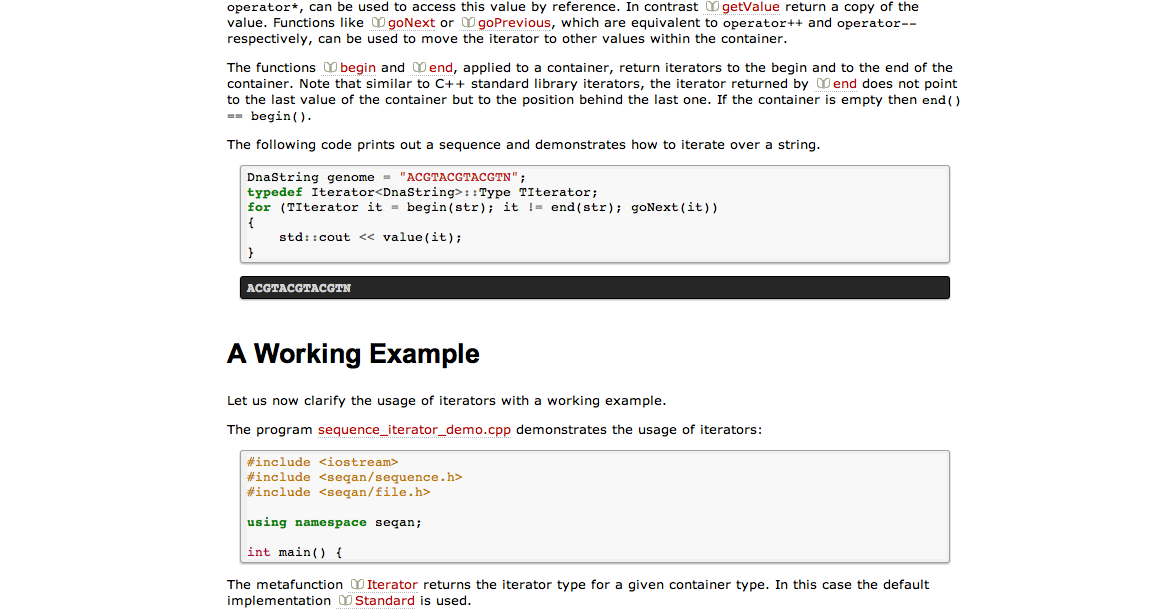 operator*, can be used to access this value by reference. In contrast getValue return a copy of the
value. Functions like goNext or goPrevious, which are equivalent to operator++ and operator--
respectively, can be used to move the iterator to other values within the container.
The functions begin and end, applied to a container, return iterators to the begin and to the end of the
container. Note that similar to C++ standard library iterators, the iterator returned by end does not point
to the last value of the container but to the position behind the last one. If the container is empty then end()
== begin().
The following code prints out a sequence and demonstrates how to iterate over a string.
DnaString genome = "ACGTACGTACGTN";
typedef Iterator<DnaString>::Type TIterator;
for (TIterator it = begin(str); it != end(str); goNext(it))
{
    std::cout << value(it);
}
ACGTACGTACGTN
A Working Example
Let us now clarify the usage of iterators with a working example.
The program sequence_iterator_demo.cpp demonstrates the usage of iterators:
#include <iostream>
#include <seqan/sequence.h>
#include <seqan/file.h>
using namespace seqan;
int main() {
The metafunction Iterator returns the iterator type for a given container type. In this case the default
implementation Standard is used.